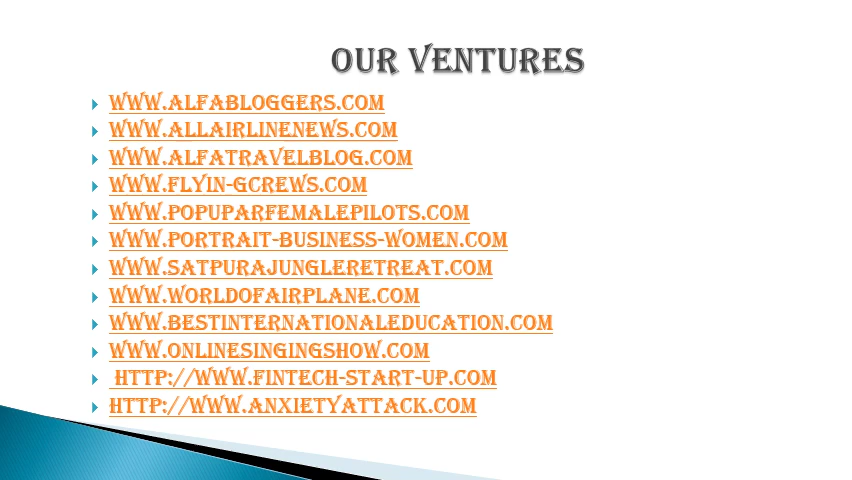 OUR VENTURES
WWW.ALFABLOGGERS.COM
WWW.ALLAIRLINENEWS.COM
WWW.ALFATRAVELBLOG.COM
WWW.FLYIN-GCREWS.COM
WWW.POPUPARFEMALEPILOTS.COM
WWW.PORTRAIT-BUSINESS-WOMEN.COM
WWW.SATPURAJUNGLERETREAT.COM
WWW.WORLDOFAIRPLANE.COM
WWW.BESTINTERNATIONALEDUCATION.COM
WWW.ONLINESINGINGSHOW.COM
HTTP://WWW.FINTECH-START-UP.COM
HTTP://WWW.ANXIETYATTACK.COM